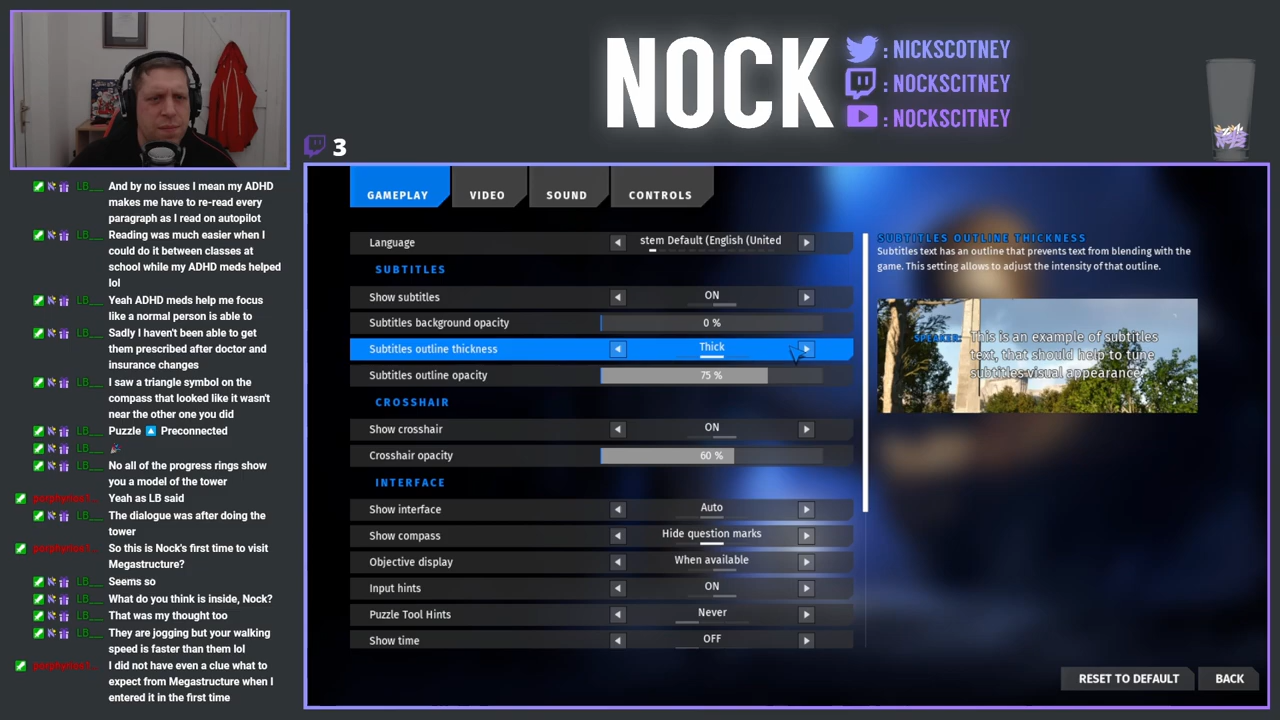 NOCK
: NICKSCOTNEY
: NOCKSCITNEY
: NOCKSCITNEY
3
LB__ And by no issues I mean my ADHD
makes me have to re-read every
paragraph as I read on autopilot
LB__ Reading was much easier when I
could do it between classes at
school while my ADHD meds helped
lol
LB__ Yeah ADHD meds help me focus
like a normal person is able to
LB__ Sadly I haven't been able to get
them prescribed after doctor and
insurance changes
LB__ I saw a triangle symbol on the
compass that looked like it wasn't
near the other one you did
LB__ Puzzle 🔼 Preconnected
LB__ 🎉
LB__ No all of the progress rings show
you a model of the tower
Yeah as LB said
LB__ The dialogue was after doing the
tower
So this is Nock's first time to visit
Megastructure?
LB__ Seems so
LB__ What do you think is inside, Nock?
LB__ That was my thought too
LB__ They are jogging but your walking
speed is faster than them lol
I did not have even a clue what to
expect from Megastructure when I
entered it in the first time
GAMEPLAY VIDEO SOUND CONTROLS
Language stem Default (English (United
SUBTITLES
Show subtitles ON
Subtitles background opacity 0 %
Subtitles outline thickness Thick
Subtitles outline opacity 75 %
CROSSHAIR
Show crosshair ON
Crosshair opacity 60 %
INTERFACE
Show interface Auto
Show compass Hide question marks
Objective display When available
Input hints ON
Puzzle Tool Hints Never
Show time OFF
SUBTITLES OUTLINE THICKNESS
Subtitles text has an outline that prevents text from blending with the
game. This setting allows to adjust the intensity of that outline.
SPEAKER: This is an example of subtitles
text, that should help to tune
subtitles visual appearance.
RESET TO DEFAULT BACK